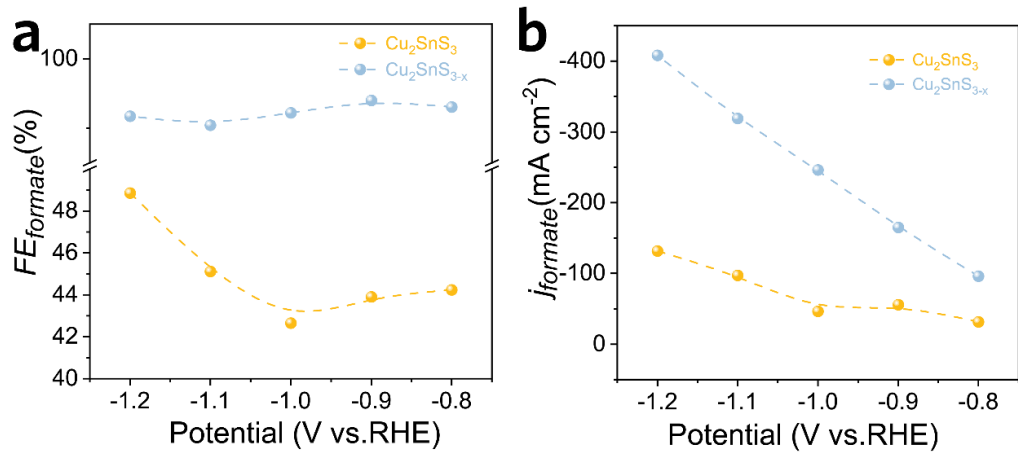 a
Cu₂SnS₃
Cu₂SnS₃₋ₓ
100
48
46
44
42
40
FEformate(%)
-1.2 -1.1 -1.0 -0.9 -0.8
Potential (V vs.RHE)
b
Cu₂SnS₃
Cu₂SnS₃₋ₓ
-400
-300
-200
-100
0
jformate(mA cm⁻²)
-1.2 -1.1 -1.0 -0.9 -0.8
Potential (V vs.RHE)